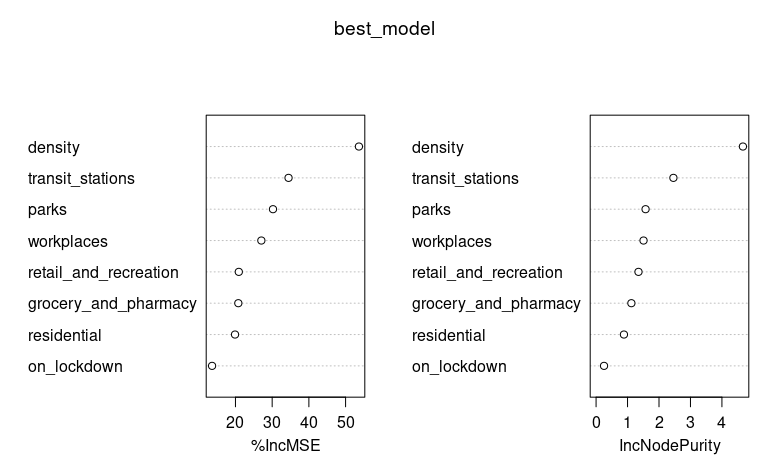 best_model
density
transit_stations
parks
workplaces
retail_and_recreation
grocery_and_pharmacy
residential
on_lockdown
20 30 40 50
%IncMSE
density
transit_stations
parks
workplaces
retail_and_recreation
grocery_and_pharmacy
residential
on_lockdown
0 1 2 3 4
IncNodePurity